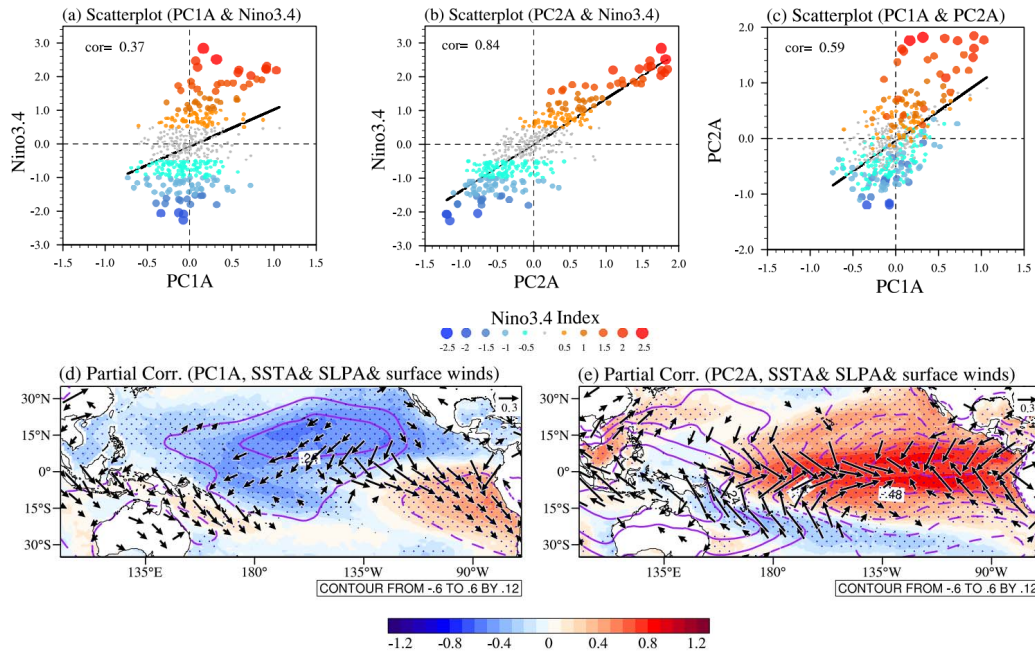 (a) Scatterplot (PC1A & Nino3.4)
cor= 0.37
Nino3.4
3.0
2.0
1.0
0.0
-1.0
-2.0
-3.0
-1.5 -1.0 -0.5 0.0 0.5 1.0 1.5
PC1A
(b) Scatterplot (PC2A & Nino3.4)
cor= 0.84
Nino3.4
3.0
2.0
1.0
0.0
-1.0
-2.0
-3.0
-1.5 -1.0 -0.5 0.0 0.5 1.0 1.5 2.0
PC2A
(c) Scatterplot (PC1A & PC2A)
cor= 0.59
PC2A
2.0
1.0
0.0
-1.0
-2.0
-1.5 -1.0 -0.5 0.0 0.5 1.0 1.5
PC1A
Nino3.4 Index
-2.5 -2 -1.5 -1 -0.5 0.5 1 1.5 2 2.5
(d) Partial Corr. (PC1A, SSTA& SLPA& surface winds)
0.3
30°N
15°N
0°
15°S
30°S
135°E 180° 135°W 90°W
CONTOUR FROM -.6 TO .6 BY .12
(e) Partial Corr. (PC2A, SSTA& SLPA& surface winds)
0.3
-.48
30°N
15°N
0°
15°S
30°S
135°E 180° 135°W 90°W
CONTOUR FROM -.6 TO .6 BY .12
-1.2 -0.8 -0.4 0 0.4 0.8 1.2